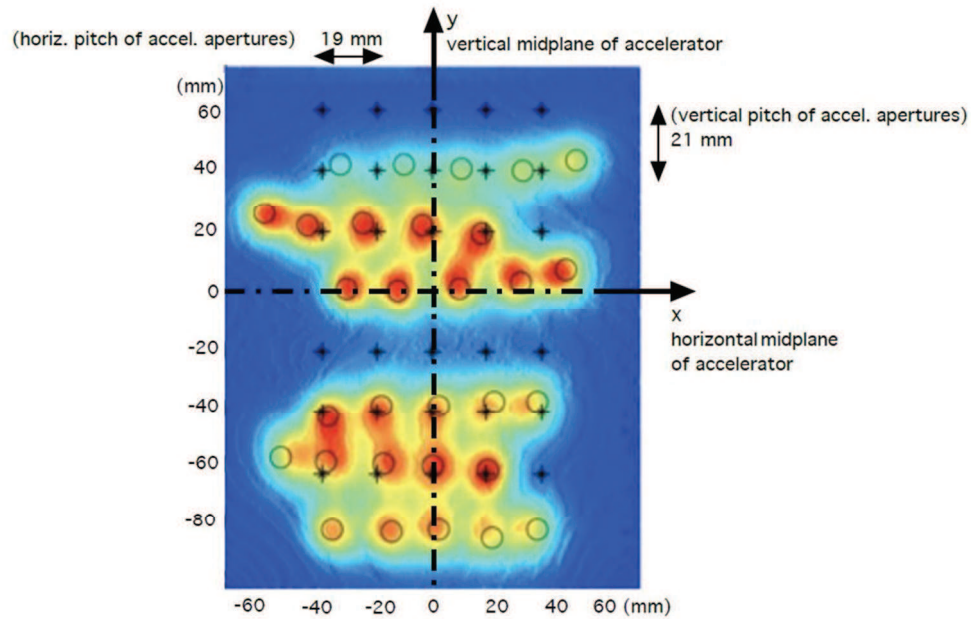 y
(horiz. pitch of accel. apertures) 19 mm
vertical midplane of accelerator
(mm)
60
(vertical pitch of accel. apertures)
21 mm
40
20
0
x
horizontal midplane
of accelerator
-20
-40
-60
-80
-60 -40 -20 0 20 40 60 (mm)